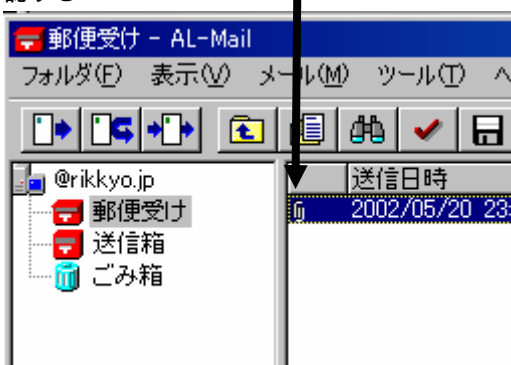 郵便受け - AL-Mail
フォルダ(F) 表示(V) メール(M) ツール(T)
@rikkyo.jp
郵便受け
送信箱
ごみ箱
送信日時
2002/05/20 23: